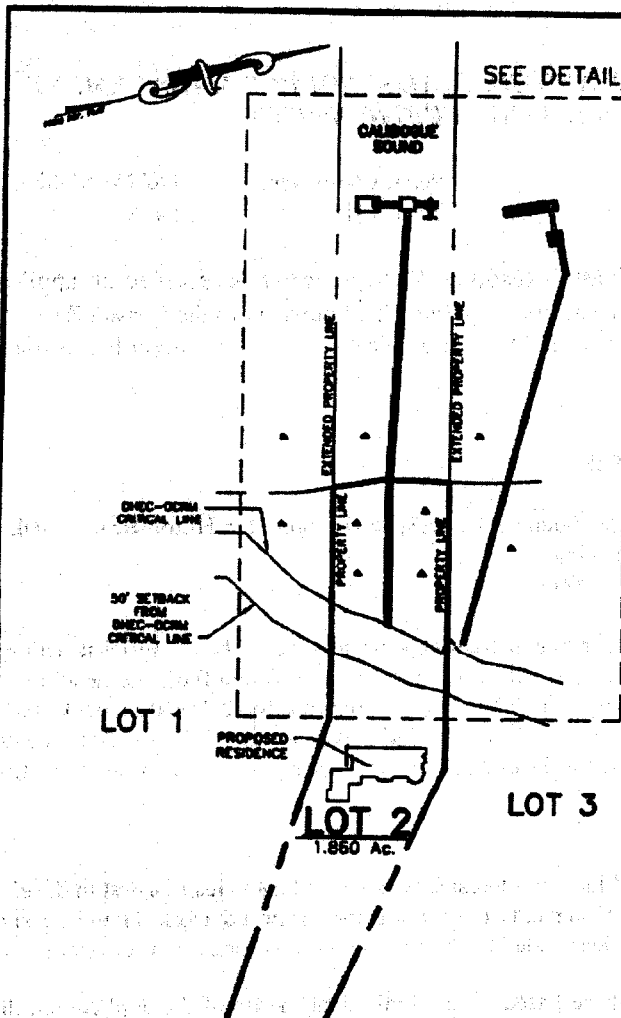 SEE DETAIL
CALIBOGUE
SOUND
EXTENDED PROPERTY LINE
EXTENDED PROPERTY LINE
DHEC-OCRM
CRITICAL LINE
PROPERTY LINE
PROPERTY LINE
50' SETBACK
FROM
DHEC-OCRM
CRITICAL LINE
LOT 1
PROPOSED
RESIDENCE
LOT 2
1.850 Ac.
LOT 3